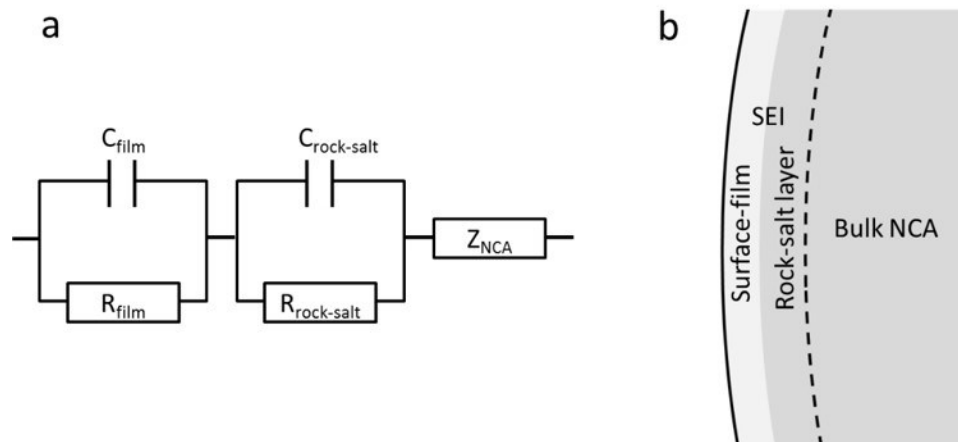 a
C_film
C_rock-salt
R_film
R_rock-salt
Z_NCA
b
SEI
Surface-film
Rock-salt layer
Bulk NCA